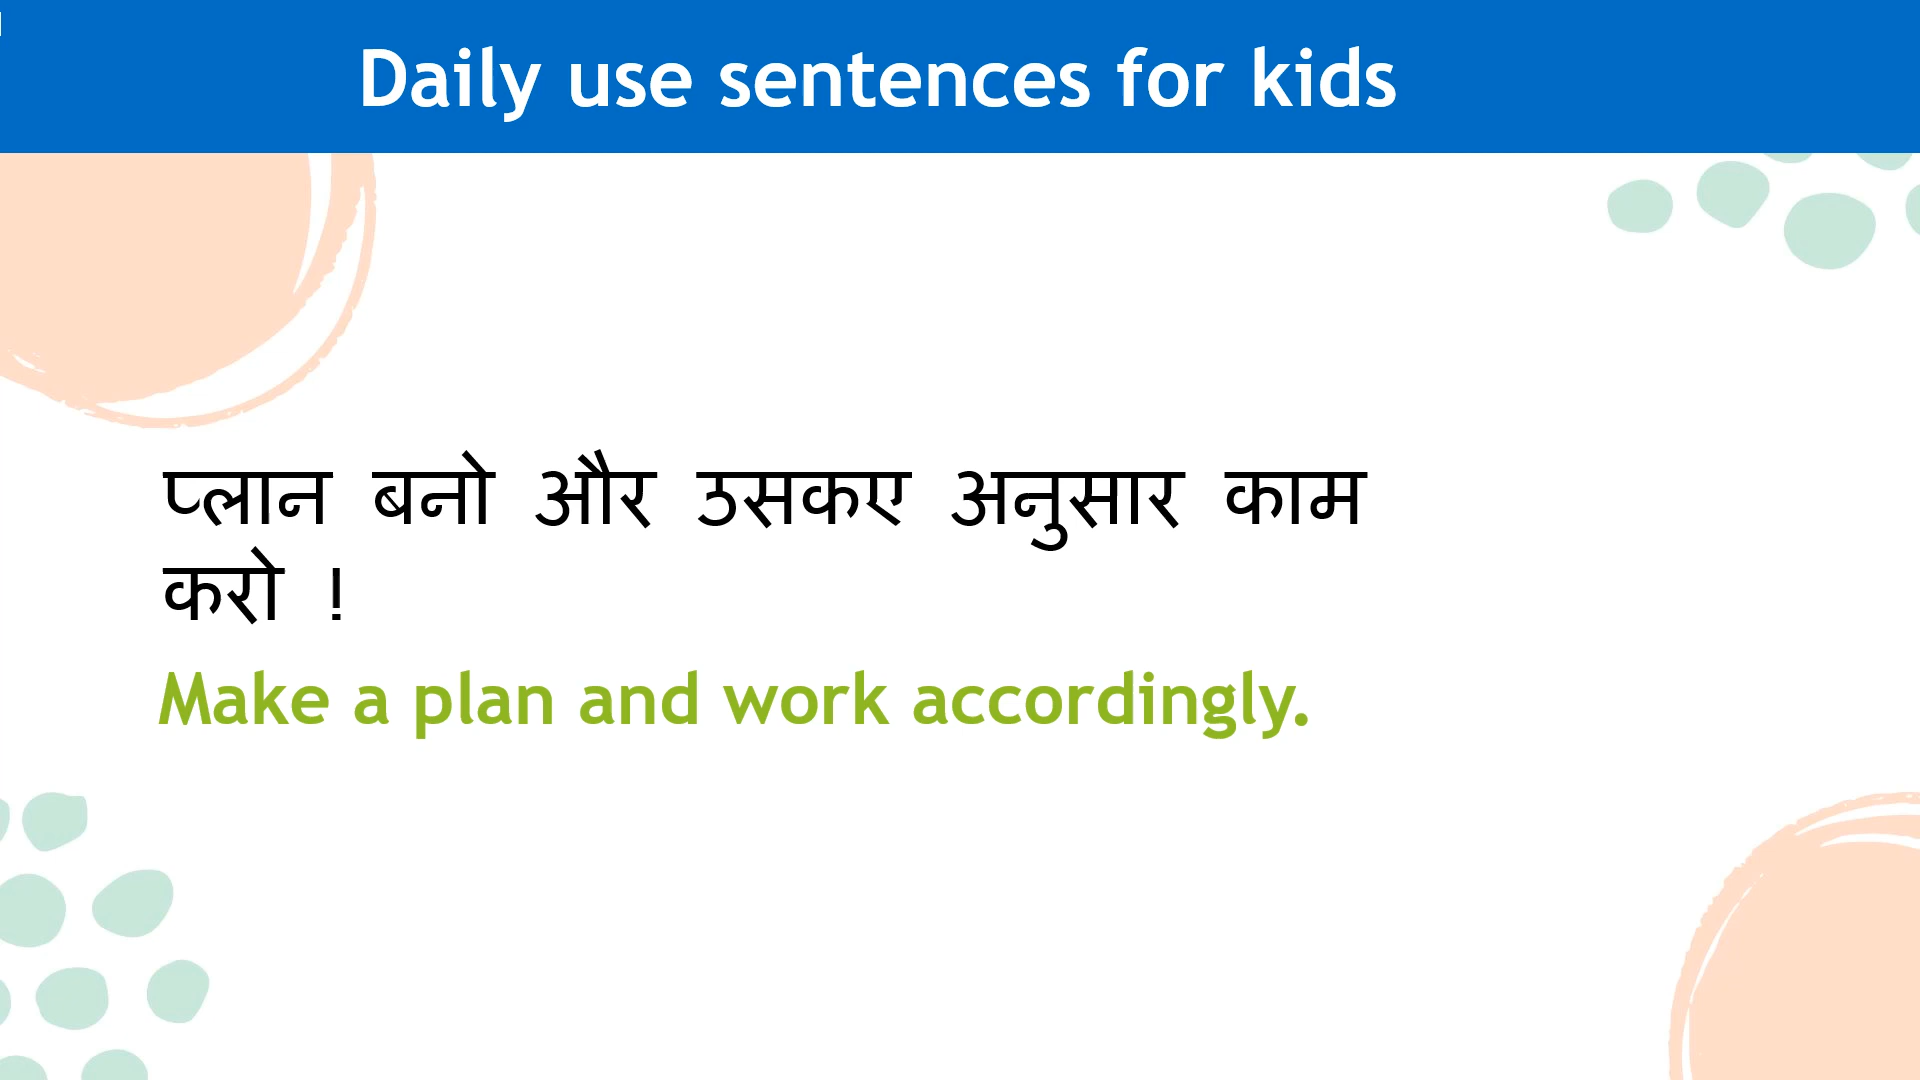 Daily use sentences for kids
प्लान बनो और उसकए अनुसार काम
करो !
Make a plan and work accordingly.